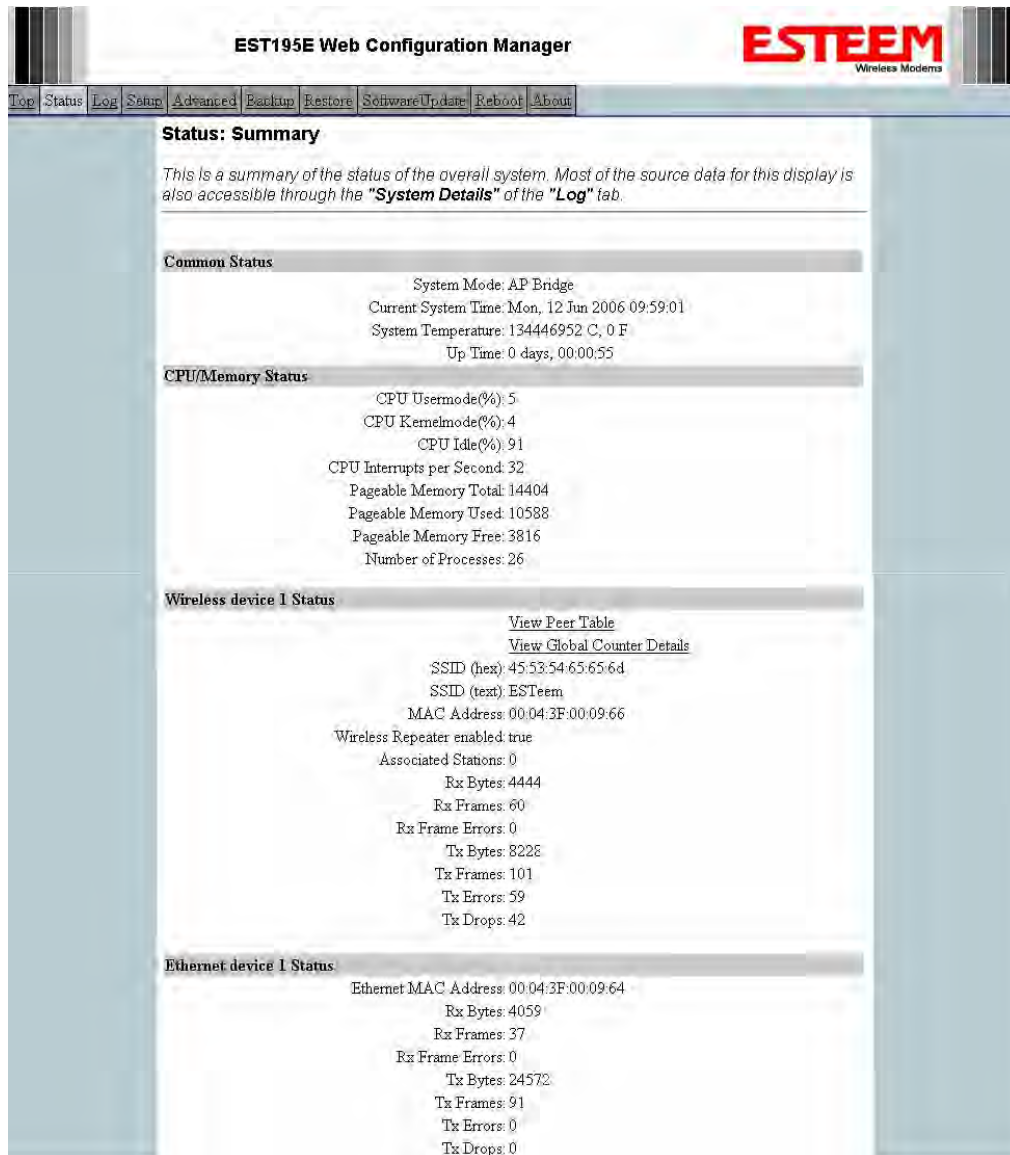 EST195E Web Configuration Manager
ESTEEM
Wireless Modems
Top Status Log Setup Advanced Backup Restore SoftwareUpdate Reboot About
Status: Summary
This is a summary of the status of the overall system. Most of the source data for this display is
also accessible through the "System Details" of the "Log" tab.
Common Status
System Mode: AP Bridge
Current System Time: Mon, 12 Jun 2006 09:59:01
System Temperature: 134446952 C, 0 F
Up Time: 0 days, 00:00:55
CPU/Memory Status
CPU Usermode(%): 5
CPU Kernelmode(%): 4
CPU Idle(%): 91
CPU Interrupts per Second: 32
Pageable Memory Total: 14404
Pageable Memory Used: 10588
Pageable Memory Free: 3816
Number of Processes: 26
Wireless device 1 Status
View Peer Table
View Global Counter Details
SSID (hex): 45:53:54:65:65:6d
SSID (text): ESTeem
MAC Address: 00:04:3F:00:09:66
Wireless Repeater enabled: true
Associated Stations: 0
Rx Bytes: 4444
Rx Frames: 60
Rx Frame Errors: 0
Tx Bytes: 8228
Tx Frames: 101
Tx Errors: 59
Tx Drops: 42
Ethernet device 1 Status
Ethernet MAC Address: 00:04:3F:00:09:64
Rx Bytes: 4059
Rx Frames: 37
Rx Frame Errors: 0
Tx Bytes: 24572
Tx Frames: 91
Tx Errors: 0
Tx Drops: 0